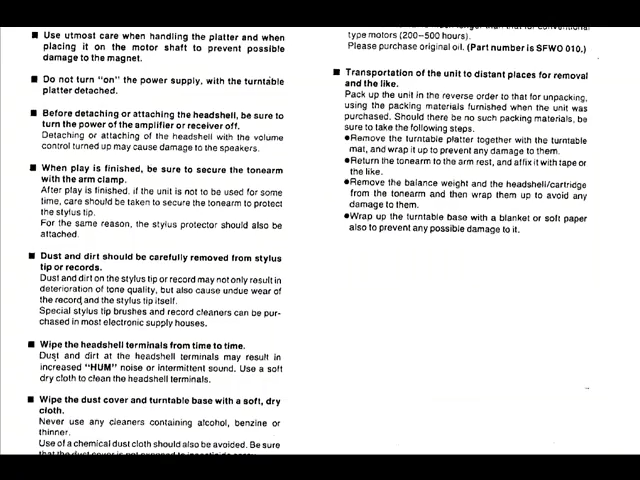 ■ Use utmost care when handling the platter and when
placing it on the motor shaft to prevent possible
damage to the magnet.
■ Do not turn "on" the power supply, with the turntable
platter detached.
■ Before detaching or attaching the headshell, be sure to
turn the power of the amplifier or receiver off.
Detaching or attaching of the headshell with the volume
control turned up may cause damage to the speakers.
■ When play is finished, be sure to secure the tonearm
with the arm clamp.
After play is finished, if the unit is not to be used for some
time, care should be taken to secure the tonearm to protect
the stylus tip.
For the same reason, the stylus protector should also be
attached.
■ Dust and dirt should be carefully removed from stylus
tip or records.
Dust and dirt on the stylus tip or record may not only result in
deterioration of tone quality, but also cause undue wear of
the record and the stylus tip itself.
Special stylus tip brushes and record cleaners can be pur-
chased in most electronic supply houses.
■ Wipe the headshell terminals from time to time.
Dust and dirt at the headshell terminals may result in
increased "HUM" noise or intermittent sound. Use a soft
dry cloth to clean the headshell terminals.
■ Wipe the dust cover and turntable base with a soft, dry
cloth.
Never use any cleaners containing alcohol, benzine or
thinner.
Use of a chemical dust cloth should also be avoided. Be sure
that the dust cover is not exposed to
type motors (200–500 hours).
Please purchase original oil. (Part number is SFWO 010.)
■ Transportation of the unit to distant places for removal
and the like.
Pack up the unit in the reverse order to that for unpacking,
using the packing materials furnished when the unit was
purchased. Should there be no such packing materials, be
sure to take the following steps.
●Remove the turntable platter together with the turntable
mat, and wrap it up to prevent any damage to them.
●Return the tonearm to the arm rest, and affix it with tape or
the like.
●Remove the balance weight and the headshell/cartridge
from the tonearm and then wrap them up to avoid any
damage to them.
●Wrap up the turntable base with a blanket or soft paper
also to prevent any possible damage to it.